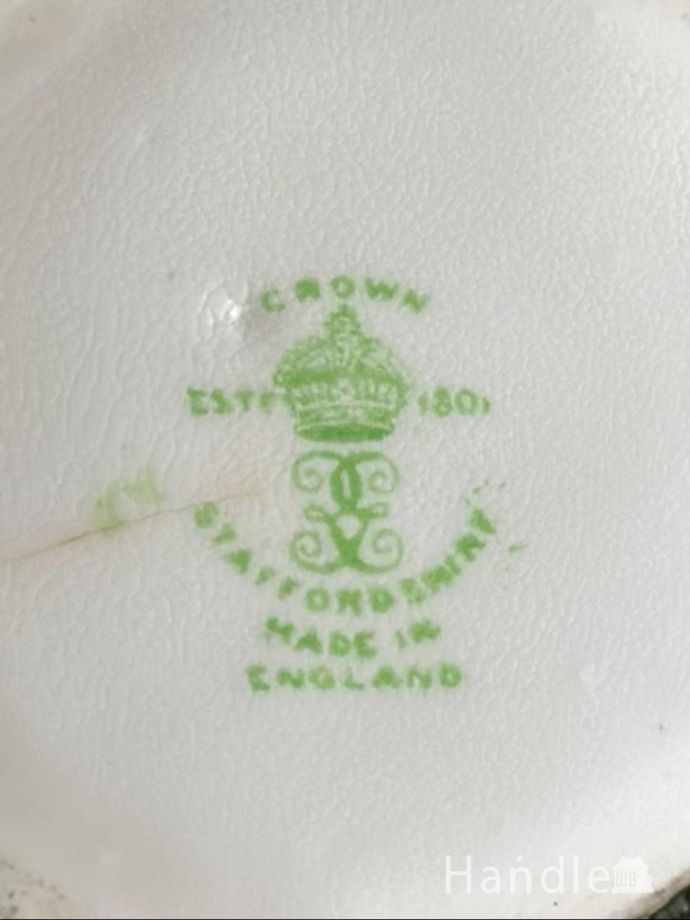 CROWN
ESTD 1801
STAFFORDSHIRE
MADE IN
ENGLAND
Handle